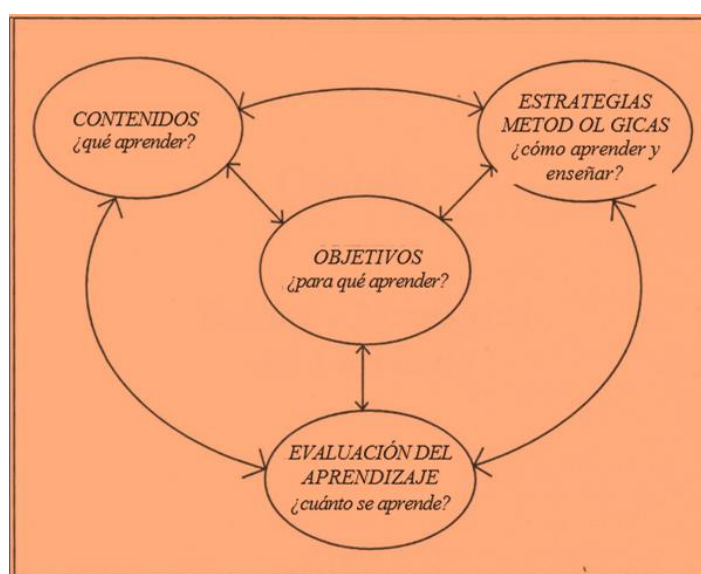 CONTENIDOS
¿qué aprender?
ESTRATEGIAS
METOD OL GICAS
¿cómo aprender y
enseñar?
OBJETIVOS
¿para qué aprender?
EVALUACIÓN DEL
APRENDIZAJE
¿cuánto se aprende?